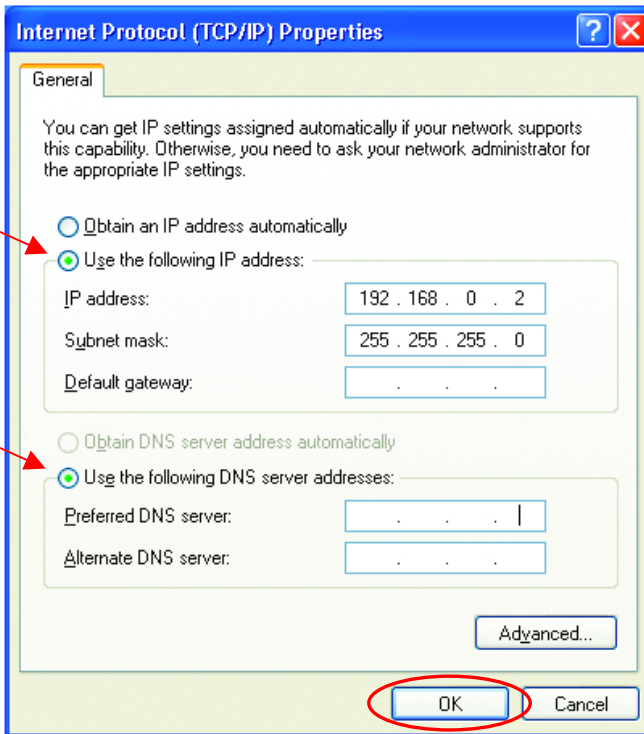 Internet Protocol (TCP/IP) Properties
General
You can get IP settings assigned automatically if your network supports
this capability. Otherwise, you need to ask your network administrator for
the appropriate IP settings.
Obtain an IP address automatically
Use the following IP address:
IP address: 192 . 168 . 0 . 2
Subnet mask: 255 . 255 . 255 . 0
Default gateway: . . .
Obtain DNS server address automatically
Use the following DNS server addresses:
Preferred DNS server: . . .
Alternate DNS server: . . .
Advanced...
OK Cancel